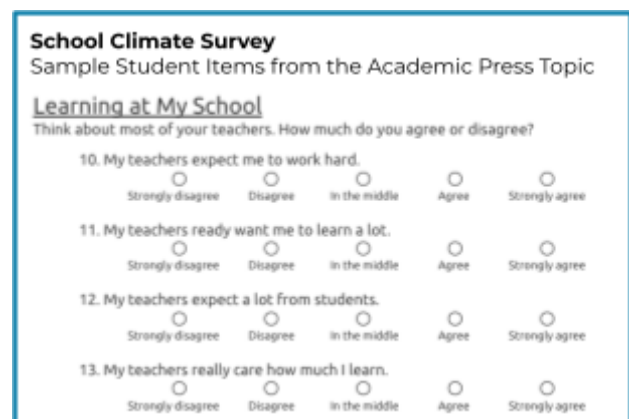 School Climate Survey
Sample Student Items from the Academic Press Topic
Learning at My School
Think about most of your teachers. How much do you agree or disagree?
10. My teachers expect me to work hard.
Strongly disagree Disagree In the middle Agree Strongly agree
11. My teachers ready want me to learn a lot.
Strongly disagree Disagree In the middle Agree Strongly agree
12. My teachers expect a lot from students.
Strongly disagree Disagree In the middle Agree Strongly agree
13. My teachers really care how much I learn.
Strongly disagree Disagree In the middle Agree Strongly agree